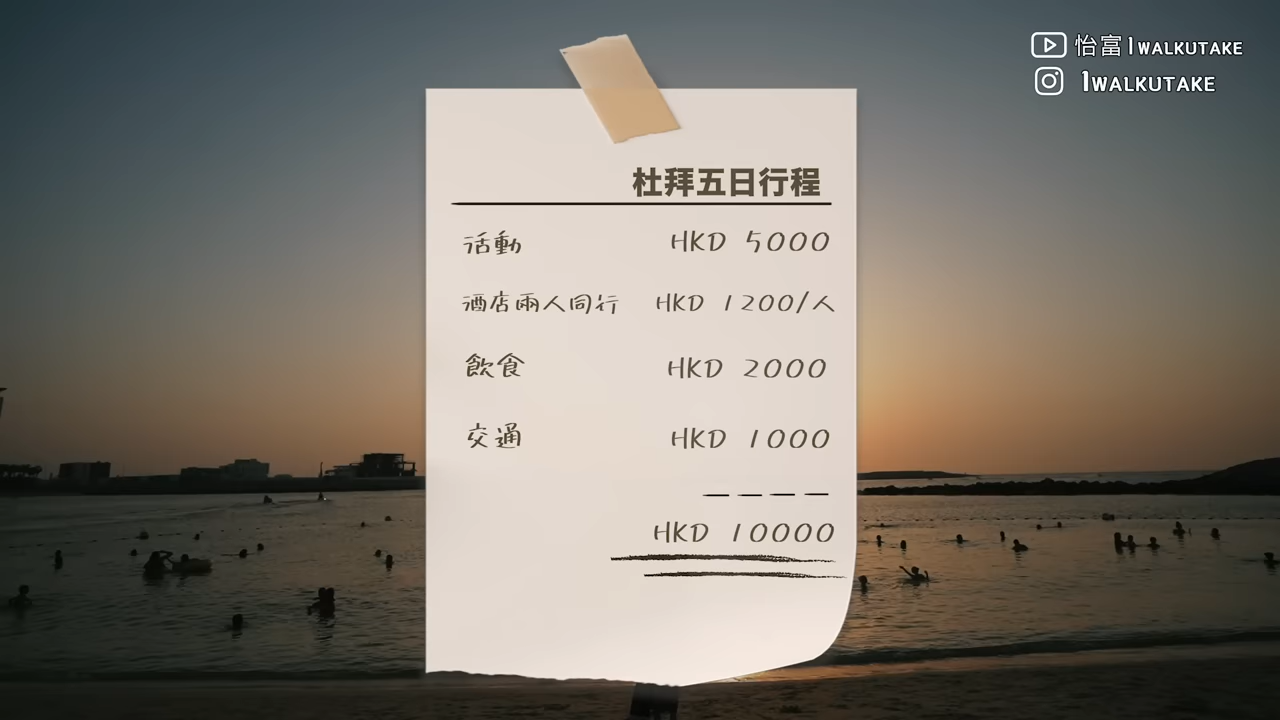 怡富1WALKUTAKE
1WALKUTAKE
杜拜五日行程
活動 HKD 5000
酒店兩人同行 HKD 1200/人
飲食 HKD 2000
交通 HKD 1000
HKD 10000